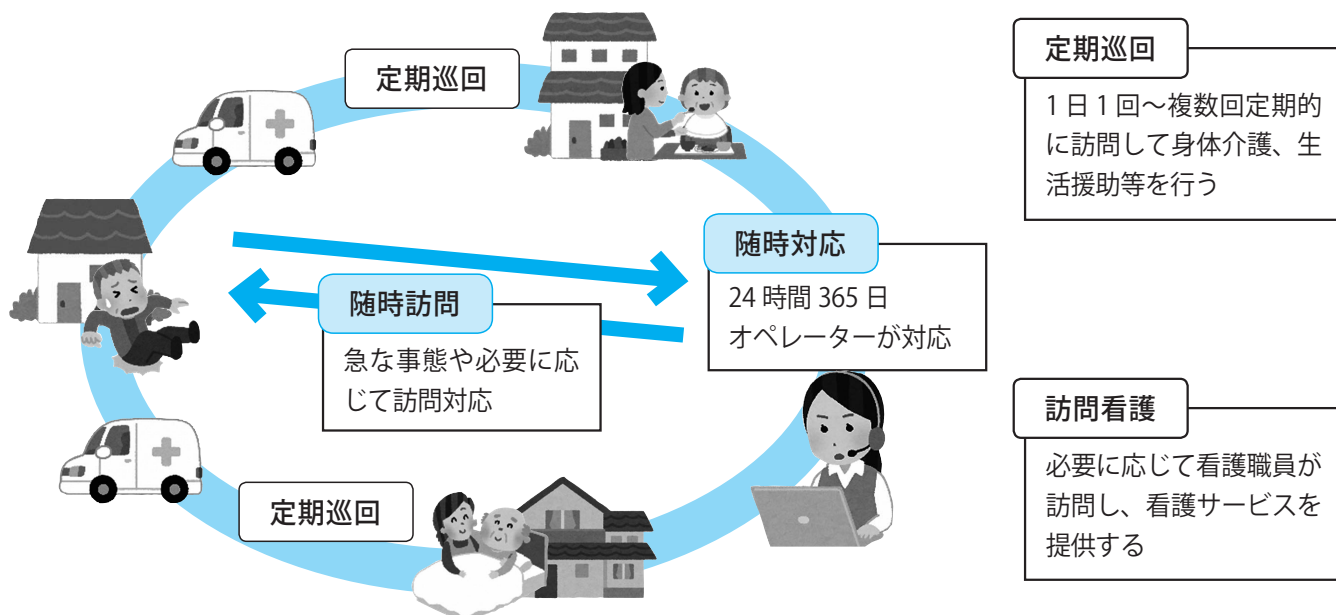 定期巡回
定期巡回
1日1回～複数回定期的
に訪問して身体介護、生
活援助等を行う
随時対応
24時間365日
オペレーターが対応
随時訪問
急な事態や必要に応
じて訪問対応
訪問看護
必要に応じて看護職員が
訪問し、看護サービスを
提供する
定期巡回